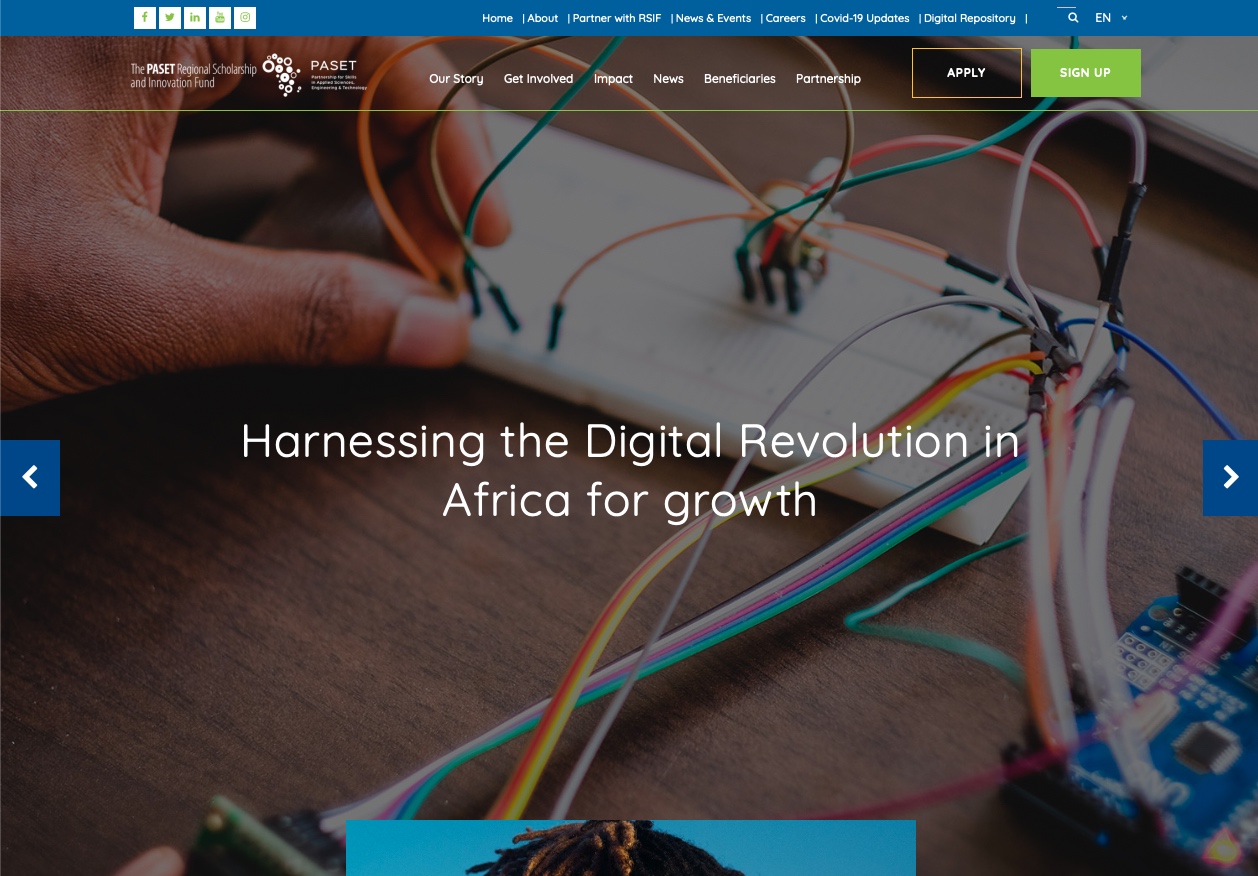 Home | About | Partner with RSIF | News & Events | Careers | Covid-19 Updates | Digital Repository |
EN
The PASET Regional Scholarship
and Innovation Fund
PASET
Partnership for Skills
in Applied Sciences,
Engineering & Technology
Our Story
Get Involved
Impact
News
Beneficiaries
Partnership
APPLY
SIGN UP
Harnessing the Digital Revolution in
Africa for growth